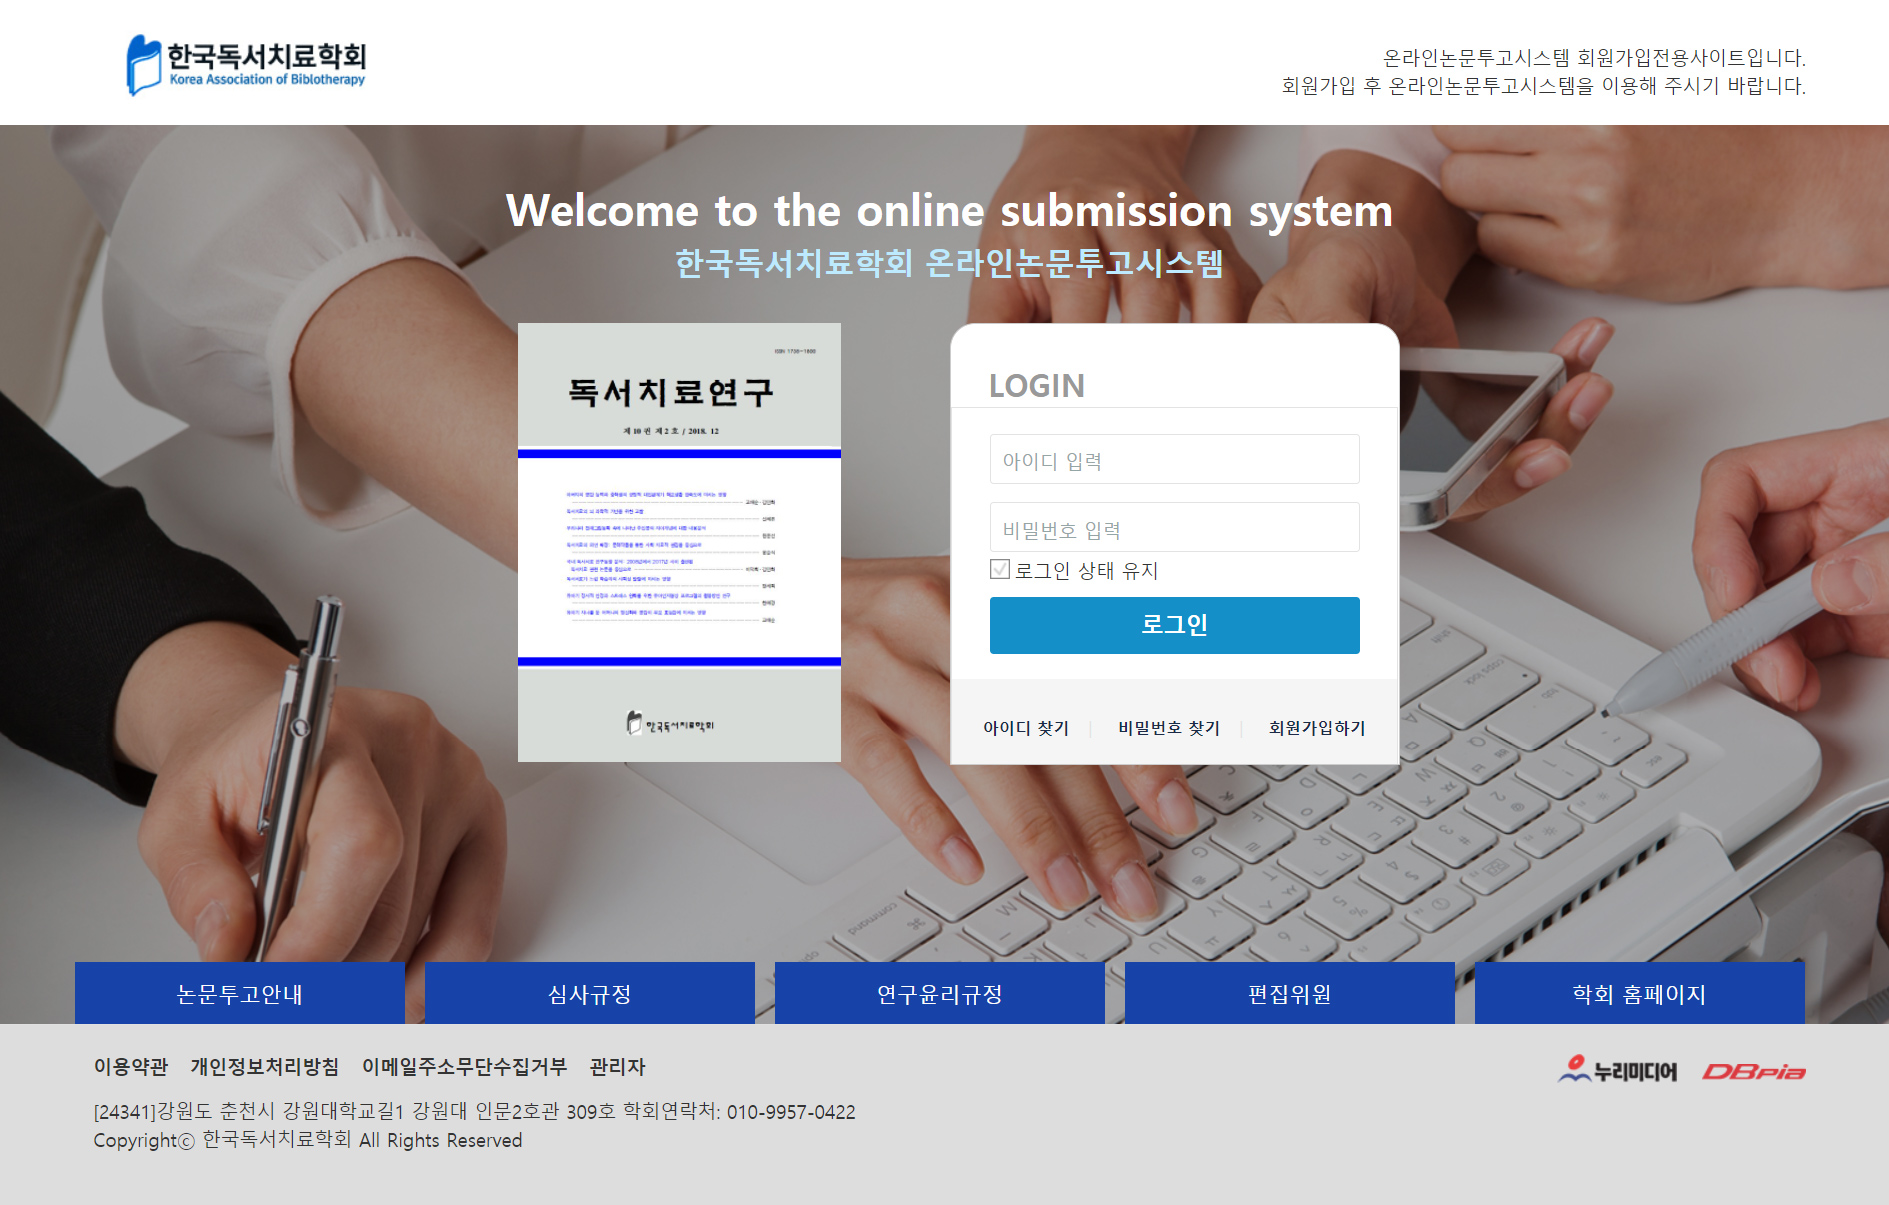 한국독서치료학회
Korea Association of Biblotherapy
온라인논문투고시스템 회원가입전용사이트입니다.
회원가입 후 온라인논문투고시스템을 이용해 주시기 바랍니다.
Welcome to the online submission system
한국독서치료학회 온라인논문투고시스템
독서치료연구
제 10 권 제 2 호 / 2018. 12
한국독서치료학회
LOGIN
아이디 입력
비밀번호 입력
로그인 상태 유지
로그인
아이디 찾기 | 비밀번호 찾기 | 회원가입하기
논문투고안내 심사규정 연구윤리규정 편집위원 학회 홈페이지
이용약관 개인정보처리방침 이메일주소무단수집거부 관리자
누리미디어 DBpia
[24341]강원도 춘천시 강원대학교길1 강원대 인문2호관 309호 학회연락처: 010-9957-0422
Copyrightⓒ 한국독서치료학회 All Rights Reserved